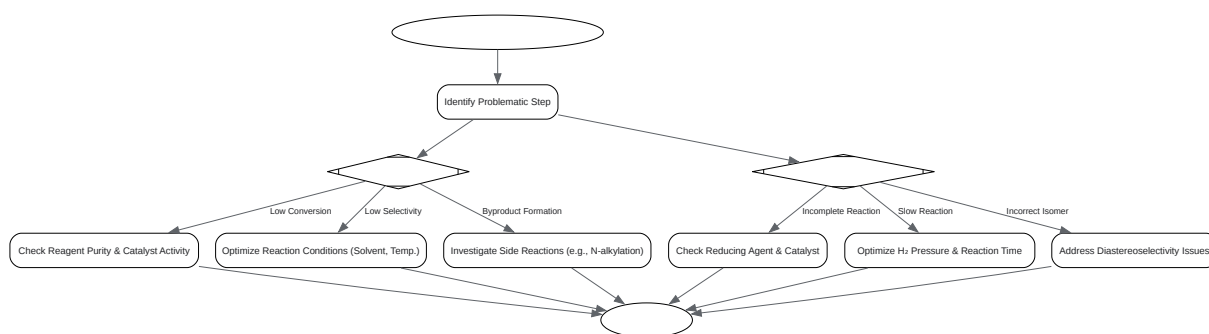 Identify Problematic Step
Low Conversion
Low Selectivity
Byproduct Formation
Incomplete Reaction
Slow Reaction
Incorrect Isomer
Check Reagent Purity & Catalyst Activity
Optimize Reaction Conditions (Solvent, Temp.)
Investigate Side Reactions (e.g., N-alkylation)
Check Reducing Agent & Catalyst
Optimize H₂ Pressure & Reaction Time
Address Diastereoselectivity Issues